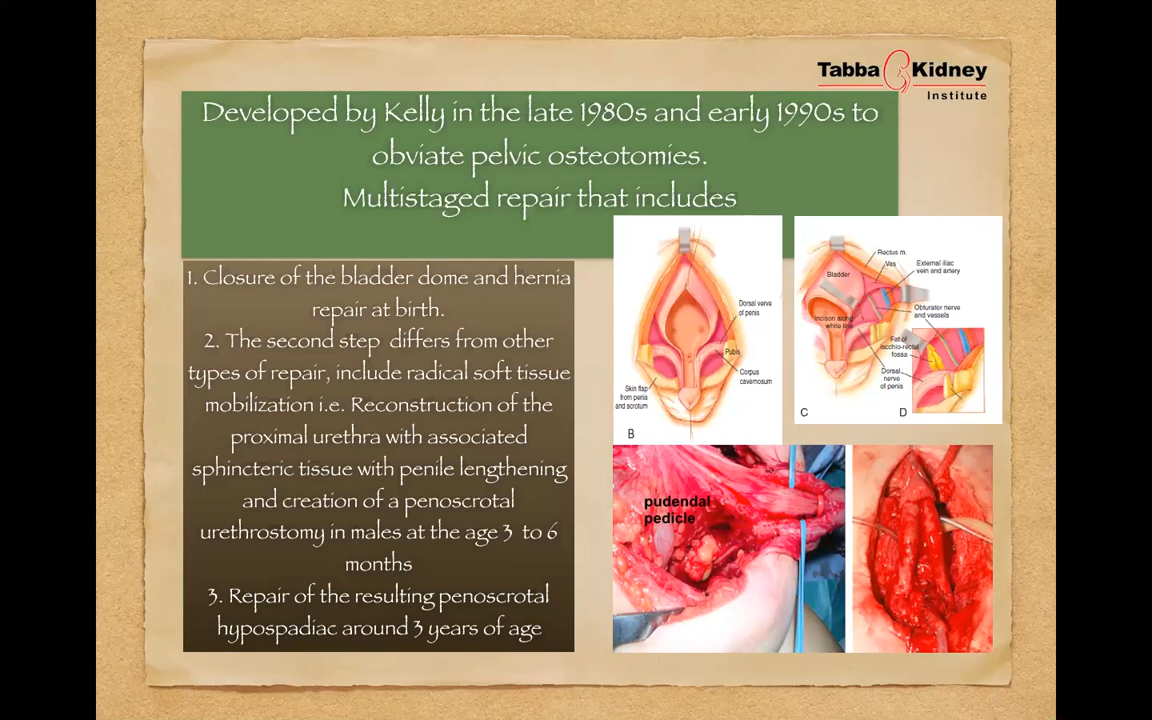 Tabba Kidney
Institute
Developed by Kelly in the late 1980s and early 1990s to
obviate pelvic osteotomies.
Multistaged repair that includes
1. Closure of the bladder dome and hernia
repair at birth.
2. The second step differs from other
types of repair, include radical soft tissue
mobilization i.e. Reconstruction of the
proximal urethra with associated
sphincteric tissue with penile lengthening
and creation of a penoscrotal
urethrostomy in males at the age 3 to 6
months
3. Repair of the resulting penoscrotal
hypospadiac around 3 years of age
Dorsal verve
of penis
Pubis
Corpus
cavernosum
Skin flap
from penis
and scrotum
B
Rectus m.
Vas
External iliac
vein and artery
Bladder
Obturator nerve
and vessels
Incision along
white line
Fat of
ischio-rectal
fossa
Dorsal
nerve
of penis
C
D
pudendal
pedicle